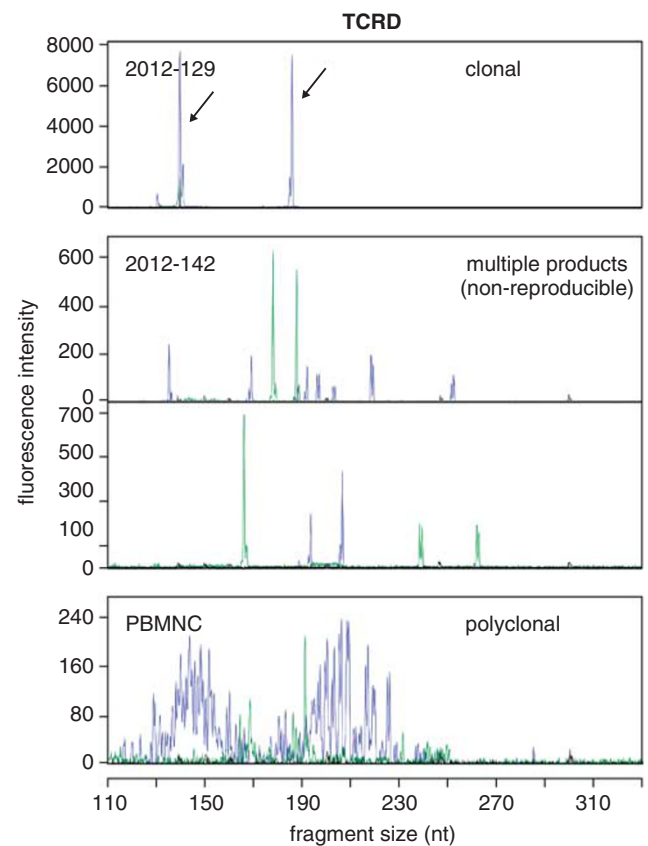 TCRD
8000
6000
4000
2000
0
2012-129
clonal
600
400
200
0
2012-142
multiple products
(non-reproducible)
700
500
300
100
0
240
160
80
0
PBMNC
polyclonal
fluorescence intensity
110 150 190 230 270 310
fragment size (nt)